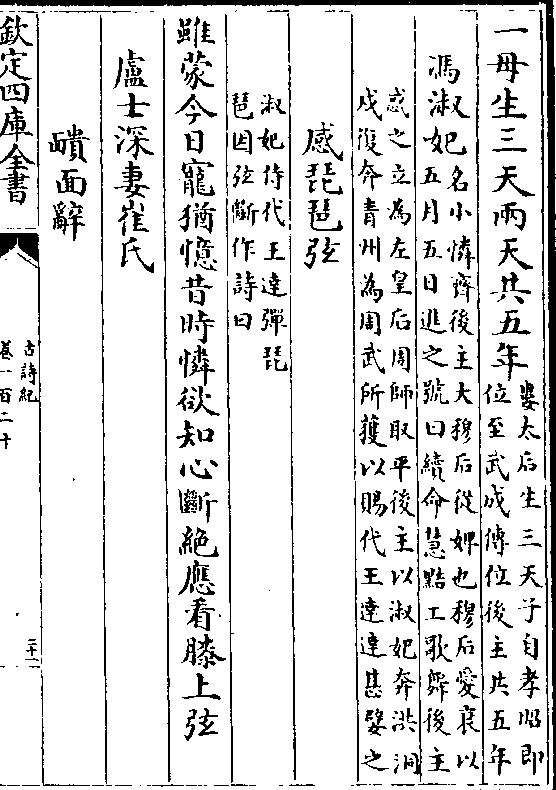 一母生三天兩天共五年婁太后生三天子自孝昭即
位至武成傳位後主共五年
馮淑妃名小憐齊後主大穆后從婢也穆后愛衰以
五月五日進之號曰續命慧黠工歌舞後主
惑之立為左皇后周師取平後主以淑妃奔洪洞
戍復奔青州為周武所獲以賜代王達達甚嬖之
感琵琶弦
淑妃侍代王達彈琵
琶因弦斷作詩曰
雖蒙今日寵猶憶昔時憐欲知心斷絶應看膝上弦
盧士深妻崔氏
靧面辭
欽定四庫全書
古詩紀
卷一百二十
二十二